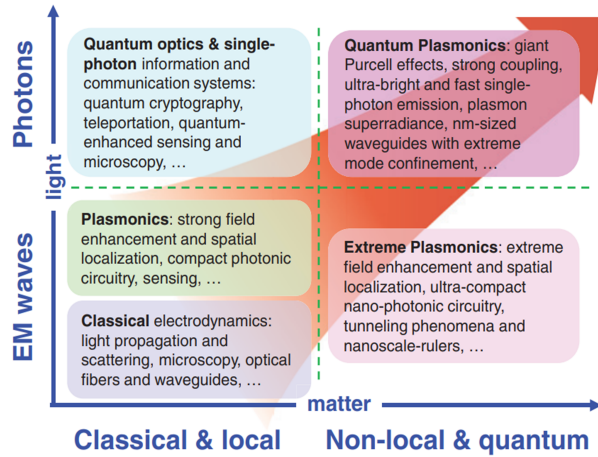 Photons
light
EM waves
Quantum optics & single-
photon information and
communication systems:
quantum cryptography,
teleportation, quantum-
enhanced sensing and
microscopy, ...
Quantum Plasmonics: giant
Purcell effects, strong coupling,
ultra-bright and fast single-
photon emission, plasmon
superradiance, nm-sized
waveguides with extreme
mode confinement, ...
Plasmonics: strong field
enhancement and spatial
localization, compact photonic
circuitry, sensing, ...
Classical electrodynamics:
light propagation and
scattering, microscopy, optical
fibers and waveguides, ...
Extreme Plasmonics: extreme
field enhancement and spatial
localization, ultra-compact
nano-photonic circuitry,
tunneling phenomena and
nanoscale-rulers, ...
matter
Classical & local
Non-local & quantum